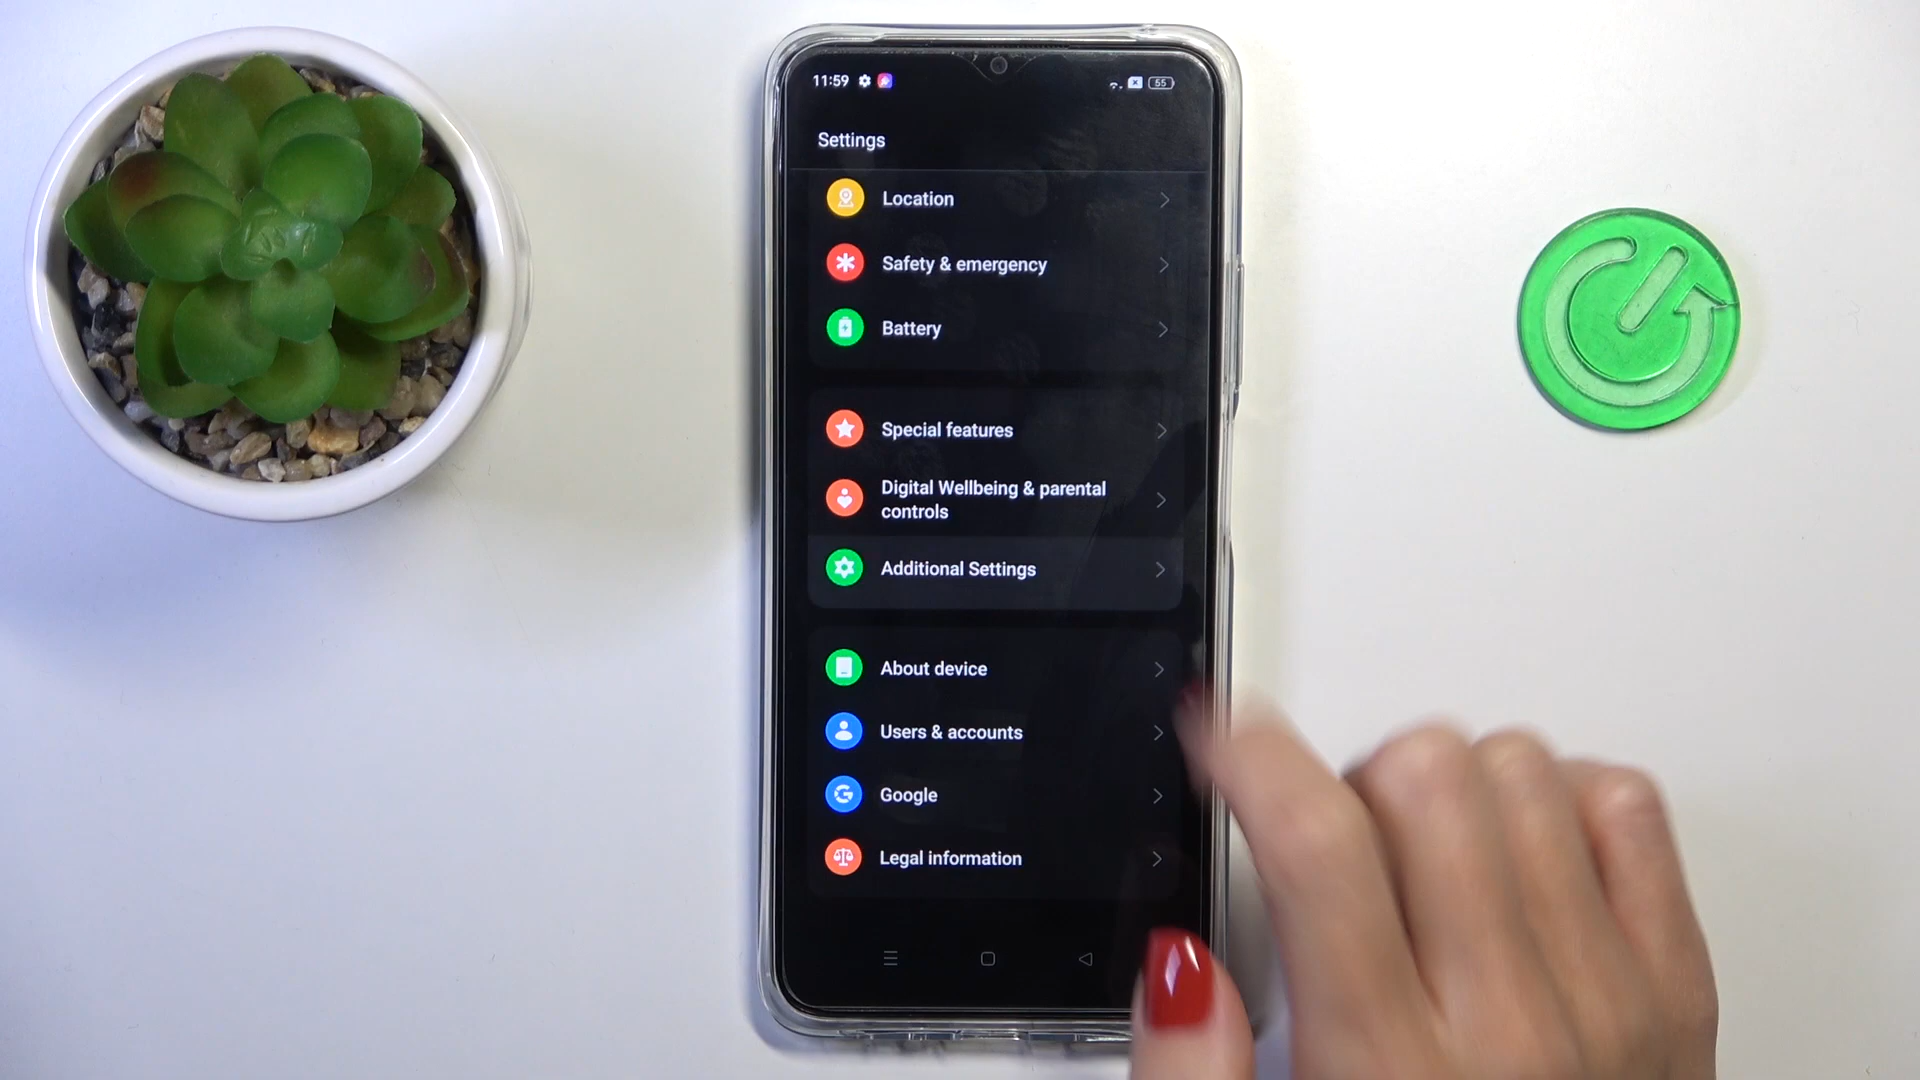 11:59
55
Settings
Location
Safety & emergency
Battery
Special features
Digital Wellbeing & parental
controls
Additional Settings
About device
Users & accounts
Google
Legal information